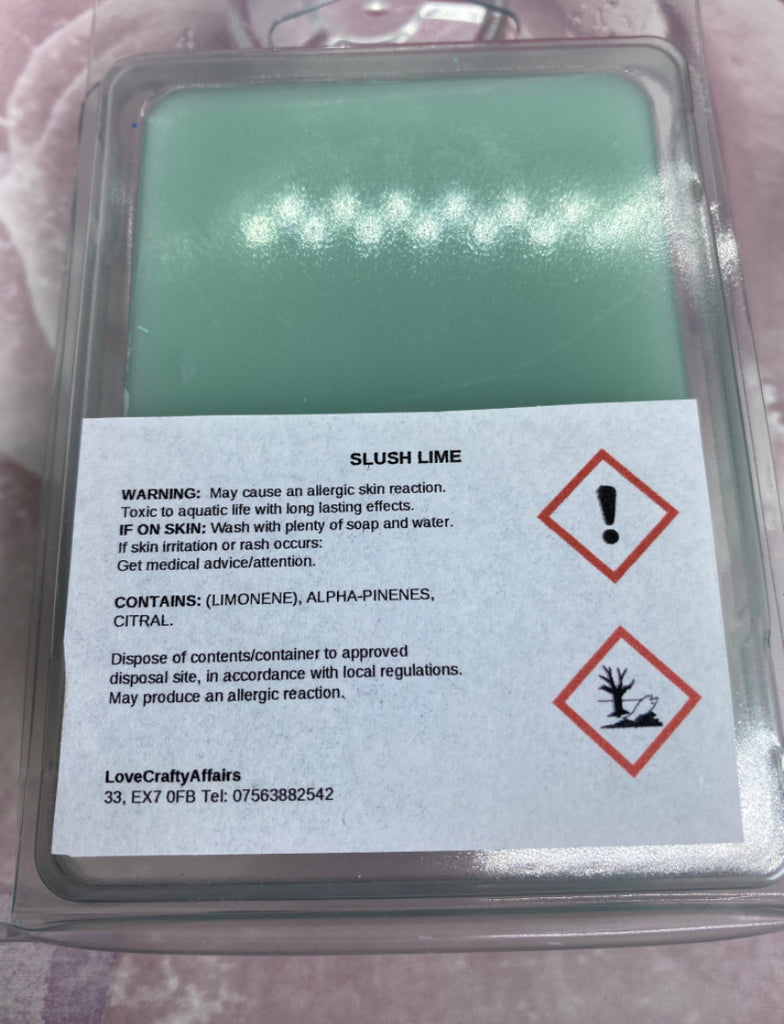 SLUSH LIME
WARNING: May cause an allergic skin reaction.
Toxic to aquatic life with long lasting effects.
IF ON SKIN: Wash with plenty of soap and water.
If skin irritation or rash occurs:
Get medical advice/attention.
CONTAINS: (LIMONENE), ALPHA-PINENES,
CITRAL.
Dispose of contents/container to approved
disposal site, in accordance with local regulations.
May produce an allergic reaction.
LoveCraftyAffairs
33, EX7 0FB Tel: 07563882542